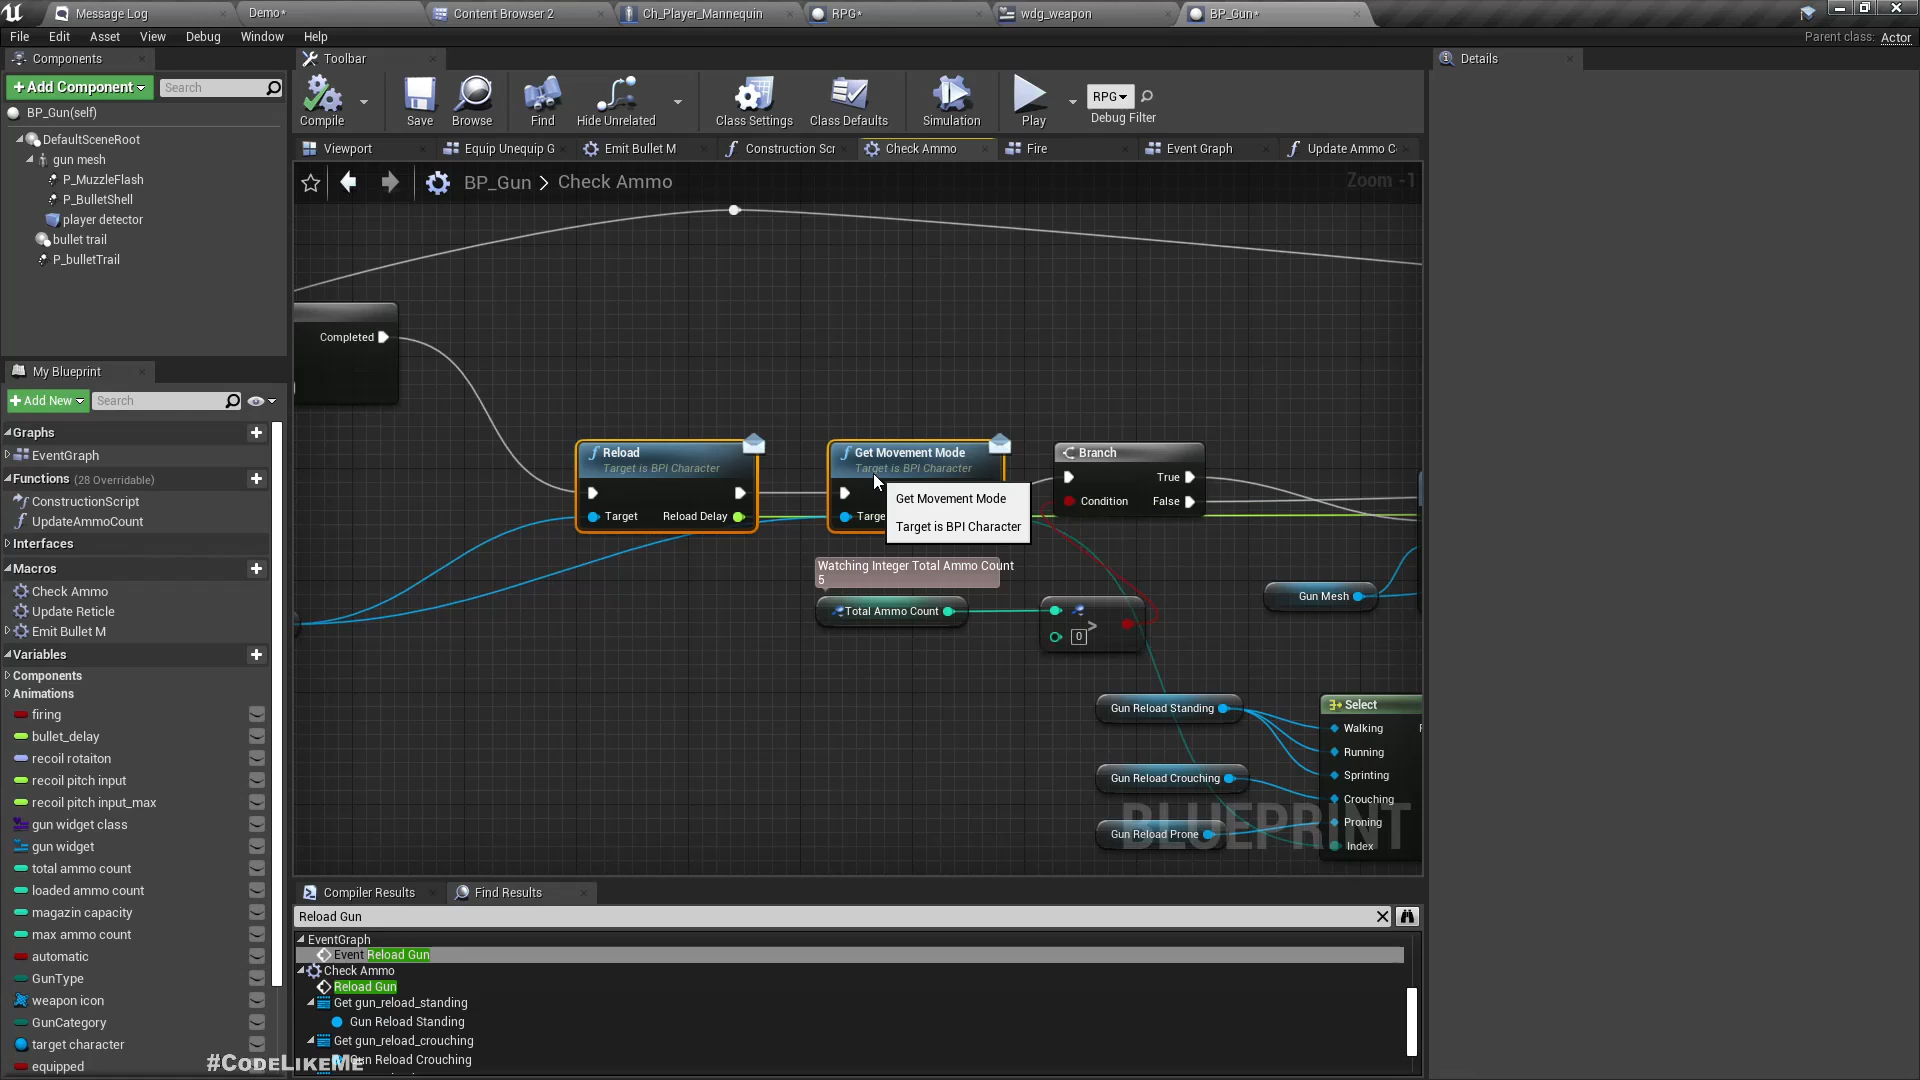 Message Log
Demo*
Content Browser 2
Ch_Player_Mannequin
RPG*
wdg_weapon
BP_Gun*
File
Edit
Asset
View
Debug
Window
Help
Parent class:
Actor
Components
Toolbar
Details
+Add Component
Search
Compile
Save
Browse
Find
Hide Unrelated
Class Settings
Class Defaults
Simulation
Play
RPG
Debug Filter
BP_Gun(self)
DefaultSceneRoot
gun mesh
P_MuzzleFlash
P_BulletShell
player detector
bullet trail
P_bulletTrail
Viewport
Equip Unequip G
Emit Bullet M
Construction Scr
Check Ammo
Fire
Event Graph
Update Ammo C
BP_Gun > Check Ammo
Zoom -1
My Blueprint
+Add New
Search
Graphs
EventGraph
Functions (28 Overridable)
ConstructionScript
UpdateAmmoCount
Interfaces
Macros
Check Ammo
Update Reticle
Emit Bullet M
Variables
Components
Animations
firing
bullet_delay
recoil rotaiton
recoil pitch input
recoil pitch input_max
gun widget class
gun widget
total ammo count
loaded ammo count
magazin capacity
max ammo count
automatic
GunType
weapon icon
GunCategory
target character
equipped
Completed
Reload
Target is BPI Character
Target
Reload Delay
Get Movement Mode
Target is BPI Character
Targe
Get Movement Mode
Target is BPI Character
Branch
True
Condition
False
Watching Integer Total Ammo Count
5
Total Ammo Count
>
0
Gun Mesh
Gun Reload Standing
Gun Reload Crouching
Gun Reload Prone
Select
Walking
Running
Sprinting
Crouching
Proning
Index
BLUEPRINT
Compiler Results
Find Results
Reload Gun
EventGraph
Event Reload Gun
Check Ammo
Reload Gun
Get gun_reload_standing
Gun Reload Standing
Get gun_reload_crouching
Gun Reload Crouching
#CodeLikeMe